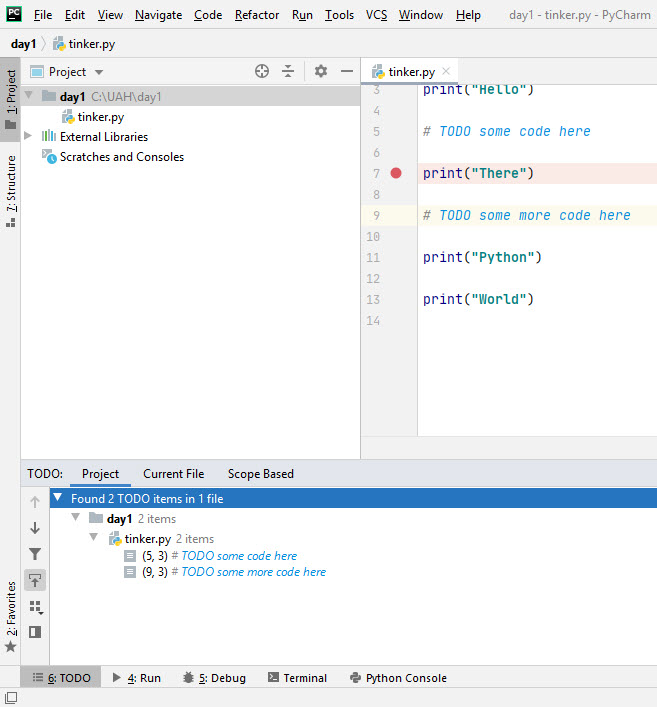 PC File Edit View Navigate Code Refactor Run Tools VCS Window Help day1 - tinker.py - PyCharm
day1 tinker.py
1: Project
7: Structure
2: Favorites
Project
day1 C:\UAH\day1
tinker.py
External Libraries
Scratches and Consoles
tinker.py
3 print("Hello")
4
5 # TODO some code here
6
7 print("There")
8
9 # TODO some more code here
10
11 print("Python")
12
13 print("World")
14
TODO: Project Current File Scope Based
Found 2 TODO items in 1 file
day1 2 items
tinker.py 2 items
(5, 3) # TODO some code here
(9, 3) # TODO some more code here
6: TODO 4: Run 5: Debug Terminal Python Console